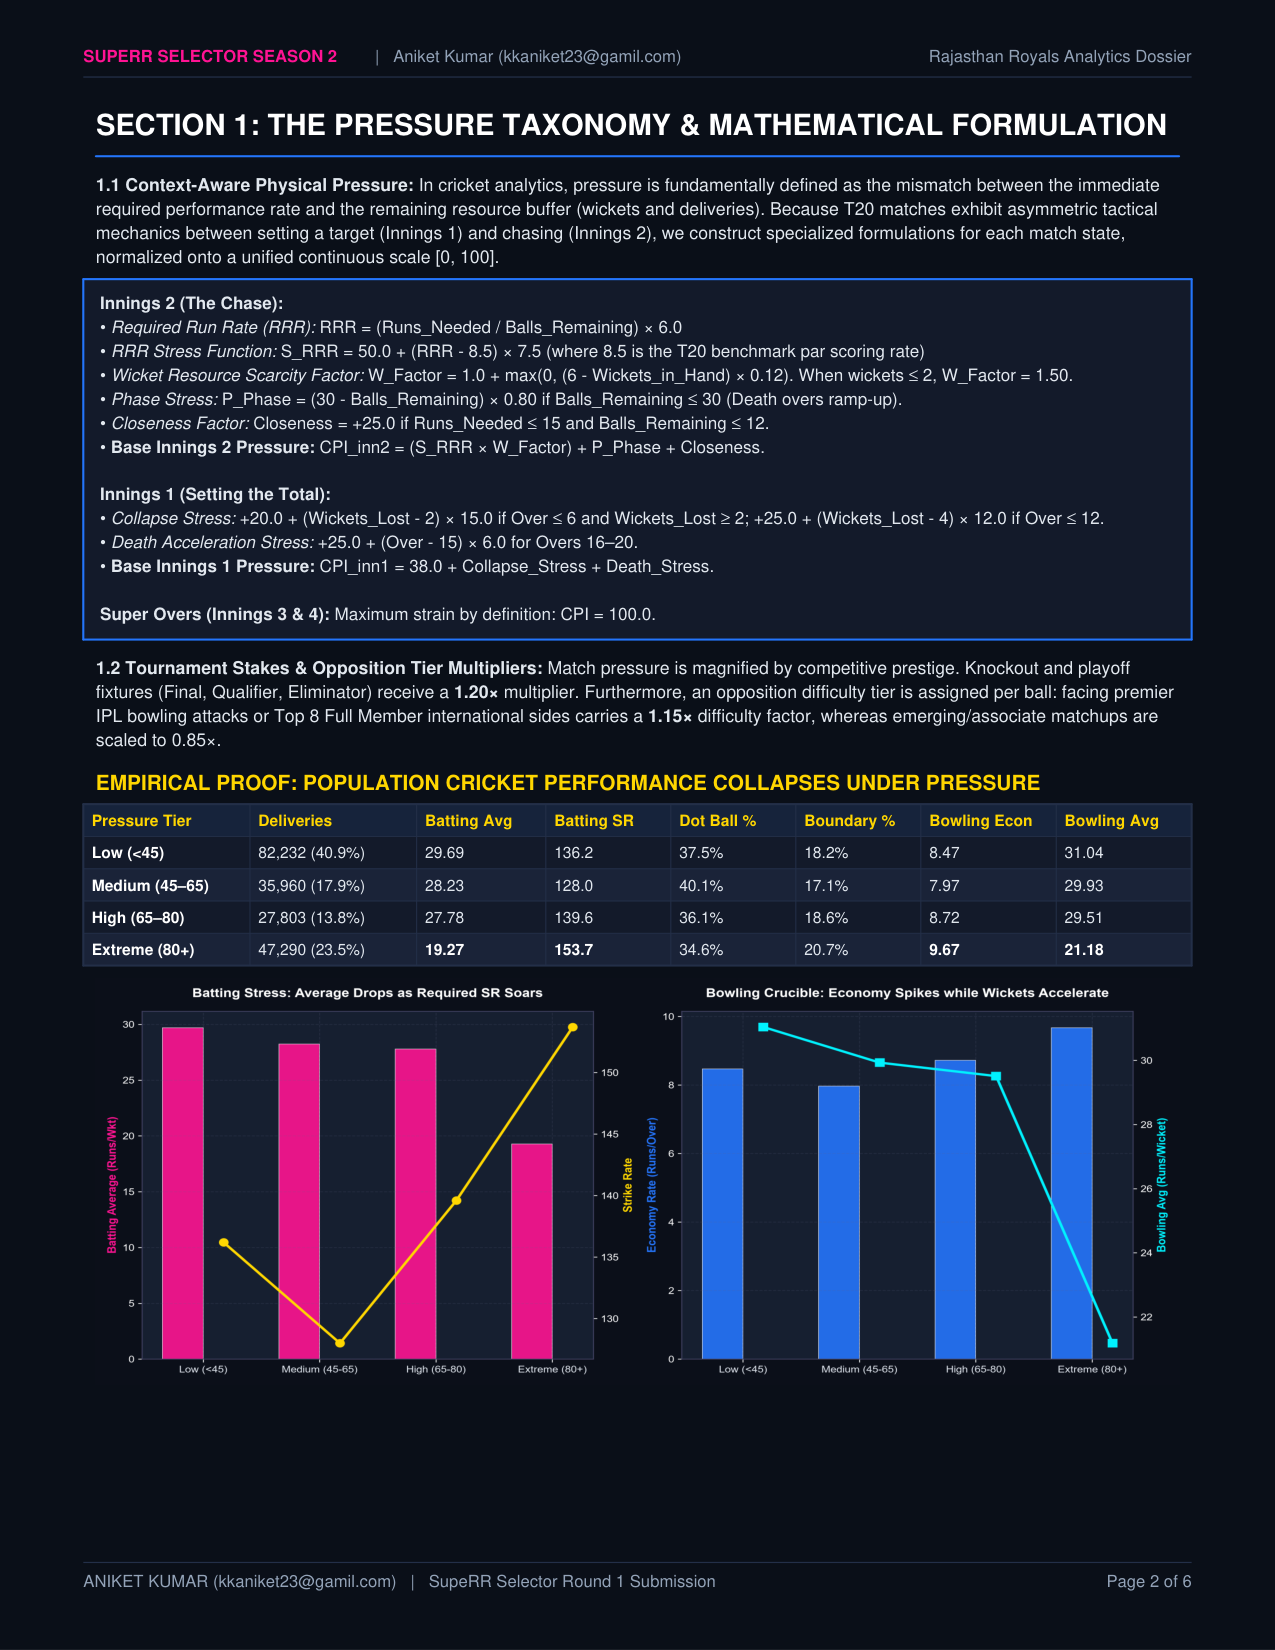 SUPERR SELECTOR SEASON 2 | Aniket Kumar (kkaniket23@gamil.com) Rajasthan Royals Analytics Dossier
SECTION 1: THE PRESSURE TAXONOMY & MATHEMATICAL FORMULATION
1.1 Context-Aware Physical Pressure: In cricket analytics, pressure is fundamentally defined as the mismatch between the immediate
required performance rate and the remaining resource buffer (wickets and deliveries). Because T20 matches exhibit asymmetric tactical
mechanics between setting a target (Innings 1) and chasing (Innings 2), we construct specialized formulations for each match state,
normalized onto a unified continuous scale [0, 100].
Innings 2 (The Chase):
• Required Run Rate (RRR): RRR = (Runs_Needed / Balls_Remaining) × 6.0
• RRR Stress Function: S_RRR = 50.0 + (RRR - 8.5) × 7.5 (where 8.5 is the T20 benchmark par scoring rate)
• Wicket Resource Scarcity Factor: W_Factor = 1.0 + max(0, (6 - Wickets_in_Hand) × 0.12). When wickets ≤ 2, W_Factor = 1.50.
• Phase Stress: P_Phase = (30 - Balls_Remaining) × 0.80 if Balls_Remaining ≤ 30 (Death overs ramp-up).
• Closeness Factor: Closeness = +25.0 if Runs_Needed ≤ 15 and Balls_Remaining ≤ 12.
• Base Innings 2 Pressure: CPI_inn2 = (S_RRR × W_Factor) + P_Phase + Closeness.
Innings 1 (Setting the Total):
• Collapse Stress: +20.0 + (Wickets_Lost - 2) × 15.0 if Over ≤ 6 and Wickets_Lost ≥ 2; +25.0 + (Wickets_Lost - 4) × 12.0 if Over ≤ 12.
• Death Acceleration Stress: +25.0 + (Over - 15) × 6.0 for Overs 16–20.
• Base Innings 1 Pressure: CPI_inn1 = 38.0 + Collapse_Stress + Death_Stress.
Super Overs (Innings 3 & 4): Maximum strain by definition: CPI = 100.0.
1.2 Tournament Stakes & Opposition Tier Multipliers: Match pressure is magnified by competitive prestige. Knockout and playoff
fixtures (Final, Qualifier, Eliminator) receive a 1.20× multiplier. Furthermore, an opposition difficulty tier is assigned per ball: facing premier
IPL bowling attacks or Top 8 Full Member international sides carries a 1.15× difficulty factor, whereas emerging/associate matchups are
scaled to 0.85×.
EMPIRICAL PROOF: POPULATION CRICKET PERFORMANCE COLLAPSES UNDER PRESSURE
Pressure Tier Deliveries Batting Avg Batting SR Dot Ball % Boundary % Bowling Econ Bowling Avg
Low (<45) 82,232 (40.9%) 29.69 136.2 37.5% 18.2% 8.47 31.04
Medium (45–65) 35,960 (17.9%) 28.23 128.0 40.1% 17.1% 7.97 29.93
High (65–80) 27,803 (13.8%) 27.78 139.6 36.1% 18.6% 8.72 29.51
Extreme (80+) 47,290 (23.5%) 19.27 153.7 34.6% 20.7% 9.67 21.18
Batting Stress: Average Drops as Required SR Soars
Batting Average (Runs/Wkt)
30
25
20
15
10
5
0
150
145
140
135
130
Strike Rate
Low (<45) Medium (45-65) High (65-80) Extreme (80+)
Bowling Crucible: Economy Spikes while Wickets Accelerate
Economy Rate (Runs/Over)
10
8
6
4
2
0
30
28
26
24
22
Bowling Avg (Runs/Wicket)
Low (<45) Medium (45-65) High (65-80) Extreme (80+)
ANIKET KUMAR (kkaniket23@gamil.com) | SupeRR Selector Round 1 Submission Page 2 of 6